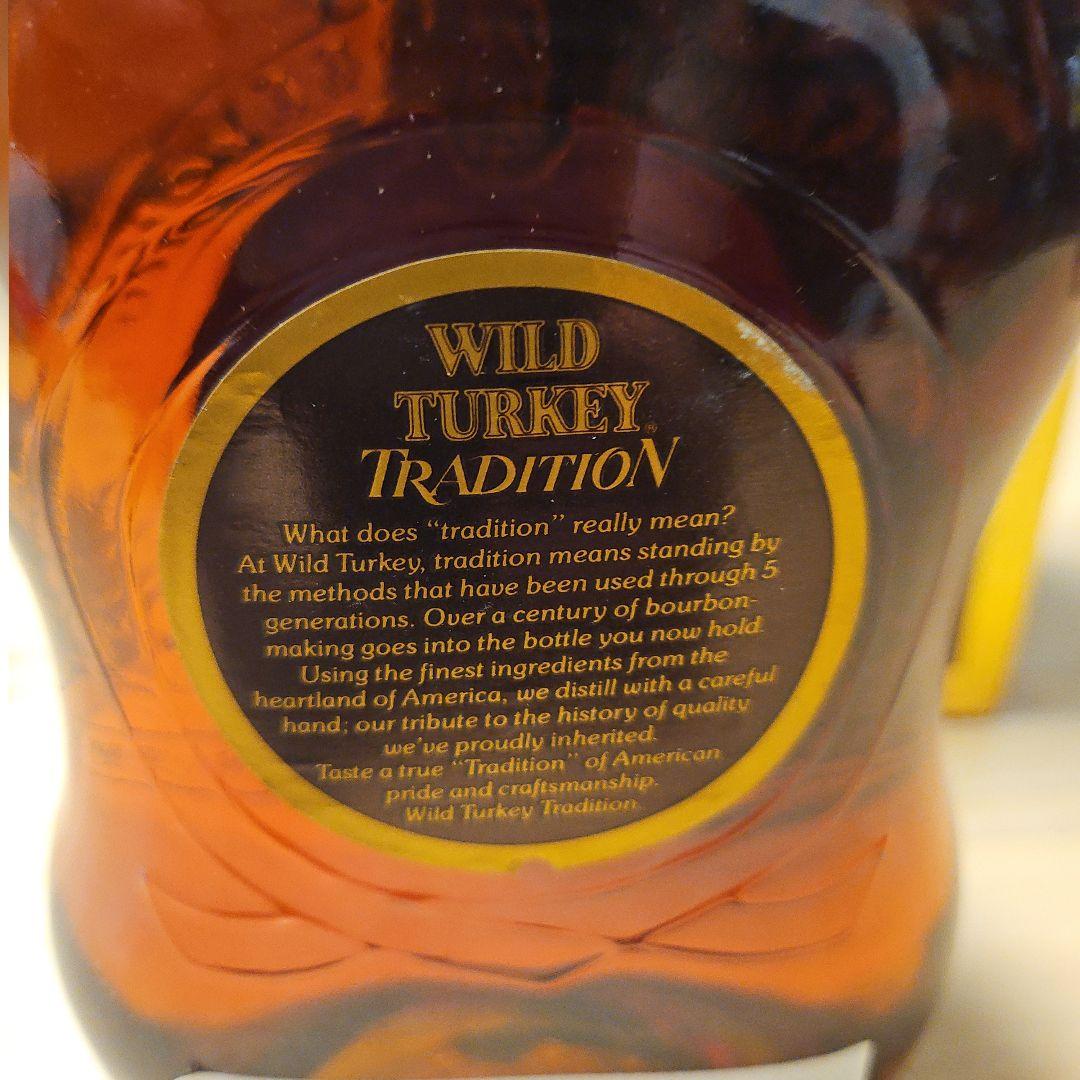 WILD
TURKEY®
TRADITION
What does “tradition” really mean?
At Wild Turkey, tradition means standing by
the methods that have been used through 5
generations. Over a century of bourbon-
making goes into the bottle you now hold.
Using the finest ingredients from the
heartland of America, we distill with a careful
hand; our tribute to the history of quality
we've proudly inherited.
Taste a true “Tradition” of American
pride and craftsmanship.
Wild Turkey Tradition.